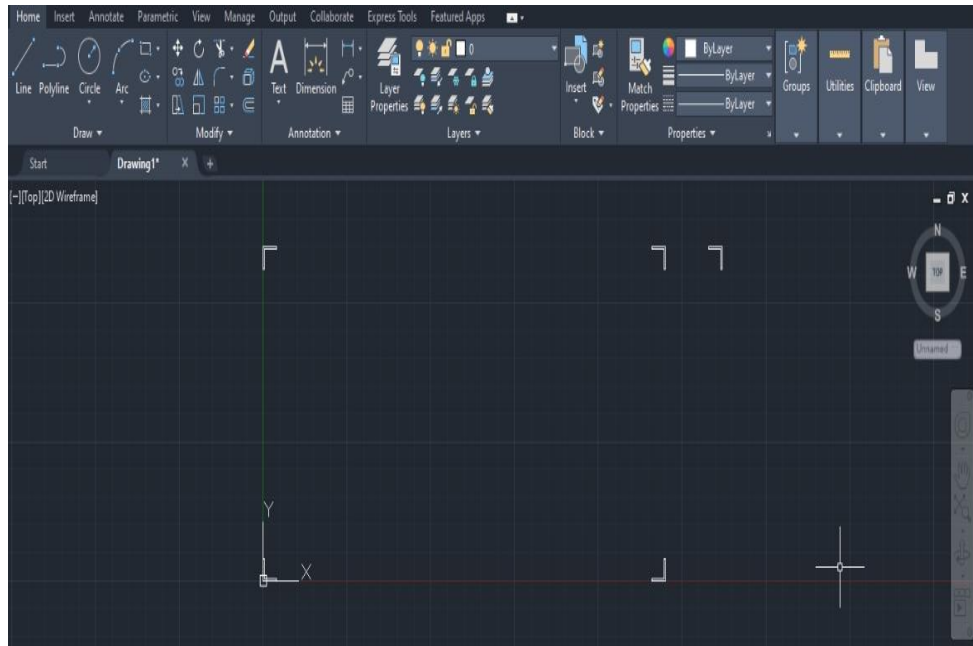 Home Insert Annotate Parametric View Manage Output Collaborate Express Tools Featured Apps
0
ByLayer
ByLayer
ByLayer
Line Polyline Circle Arc
Text Dimension
Layer Properties
Insert
Match Properties
Groups Utilities Clipboard View
Draw Modify Annotation Layers Block Properties
Start Drawing1* X +
[-][Top][2D Wireframe]
N
W TOP E
S
Unnamed
Y
X